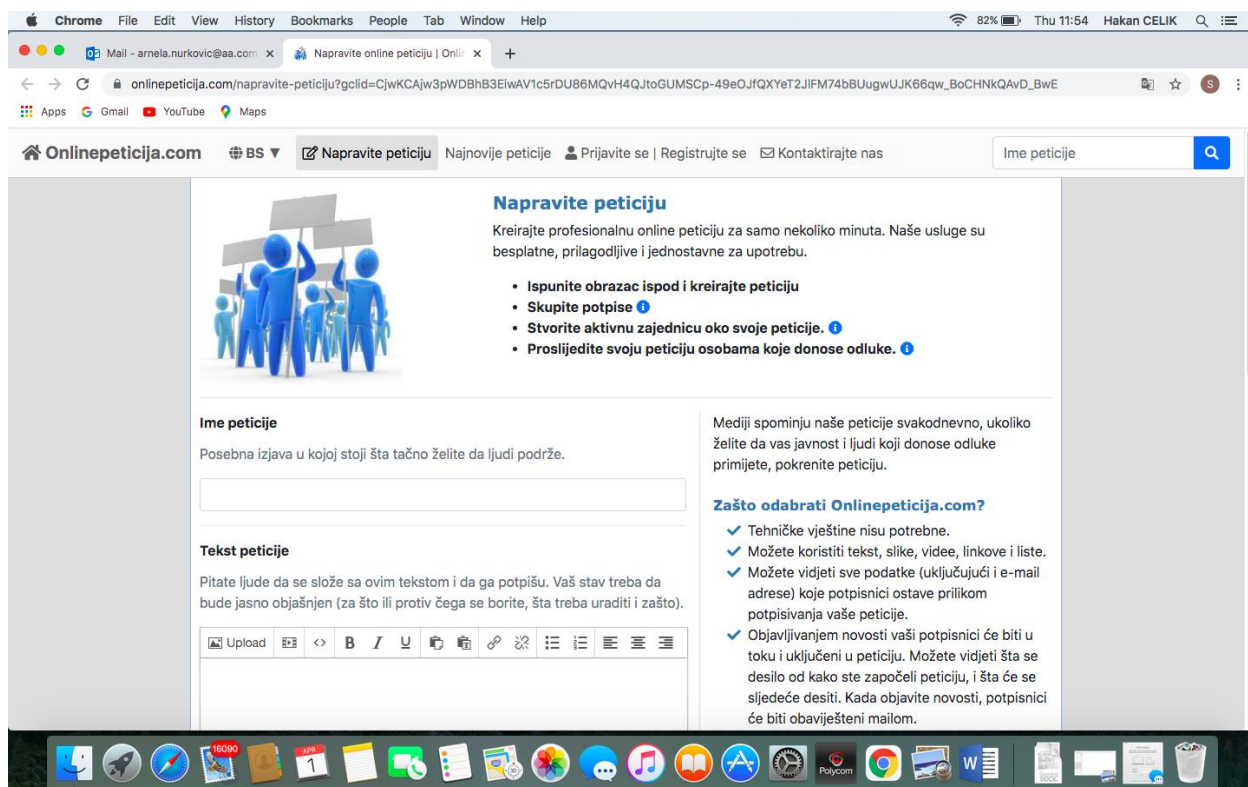 Chrome File Edit View History Bookmarks People Tab Window Help 82% Thu 11:54 Hakan CELIK
Mail - arnela.nurkovic@aa.com Napravite online peticiju | Onlin
onlinepeticija.com/napravite-peticiju?gclid=CjwKCAjw3pWDBhB3EiwAV1c5rDU86MQvH4QJtoGUMSCp-49eOJfQXYeT2JlFM74bBUugwUJK66qw_BoCHNkQAvD_BwE S
Apps Gmail YouTube Maps
Onlinepeticija.com BS ▼ Napravite peticiju Najnovije peticije Prijavite se | Registrujte se Kontaktirajte nas Ime peticije
Napravite peticiju
Kreirajte profesionalnu online peticiju za samo nekoliko minuta. Naše usluge su
besplatne, prilagodljive i jednostavne za upotrebu.
• Ispunite obrazac ispod i kreirajte peticiju
• Skupite potpise
• Stvorite aktivnu zajednicu oko svoje peticije.
• Proslijedite svoju peticiju osobama koje donose odluke.
Ime peticije
Posebna izjava u kojoj stoji šta tačno želite da ljudi podrže.
Tekst peticije
Pitate ljude da se slože sa ovim tekstom i da ga potpišu. Vaš stav treba da
bude jasno objašnjen (za što ili protiv čega se borite, šta treba uraditi i zašto).
Upload B I U
Mediji spominju naše peticije svakodnevno, ukoliko
želite da vas javnost i ljudi koji donose odluke
primijete, pokrenite peticiju.
Zašto odabrati Onlinepeticija.com?
Tehničke vještine nisu potrebne.
Možete koristiti tekst, slike, videe, linkove i liste.
Možete vidjeti sve podatke (uključujući i e-mail
adrese) koje potpisnici ostave prilikom
potpisivanja vaše peticije.
Objavljivanjem novosti vaši potpisnici će biti u
toku i uključeni u peticiju. Možete vidjeti šta se
desilo od kako ste započeli peticiju, i šta će se
sljedeće desiti. Kada objavite novosti, potpisnici
će biti obaviješteni mailom.
16090 APR 1 Polycom W